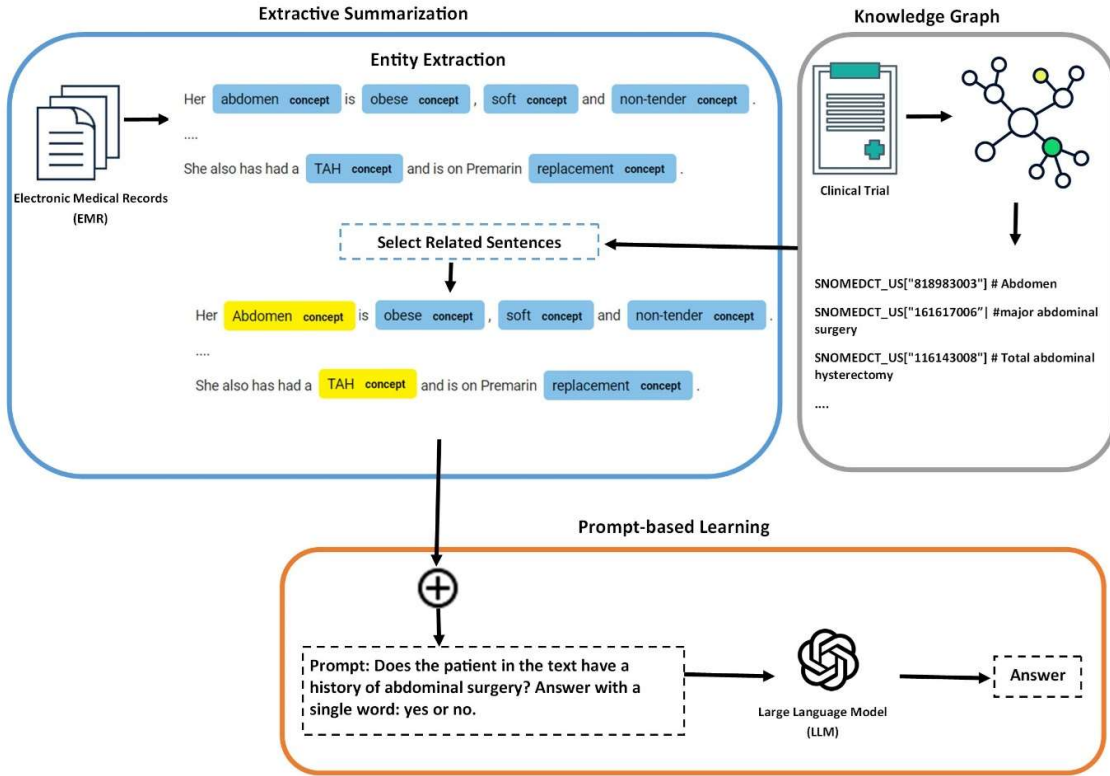 Extractive Summarization
Entity Extraction
Her abdomen concept is obese concept , soft concept and non-tender concept .
....
She also has had a TAH concept and is on Premarin replacement concept .
Electronic Medical Records
(EMR)
Select Related Sentences
Her Abdomen concept is obese concept , soft concept and non-tender concept .
....
She also has had a TAH concept and is on Premarin replacement concept .
Knowledge Graph
Clinical Trial
SNOMEDCT_US["818983003"] # Abdomen
SNOMEDCT_US["161617006"| #major abdominal
surgery
SNOMEDCT_US["116143008"] # Total abdominal
hysterectomy
....
Prompt-based Learning
Prompt: Does the patient in the text have a
history of abdominal surgery? Answer with a
single word: yes or no.
Large Language Model
(LLM)
Answer